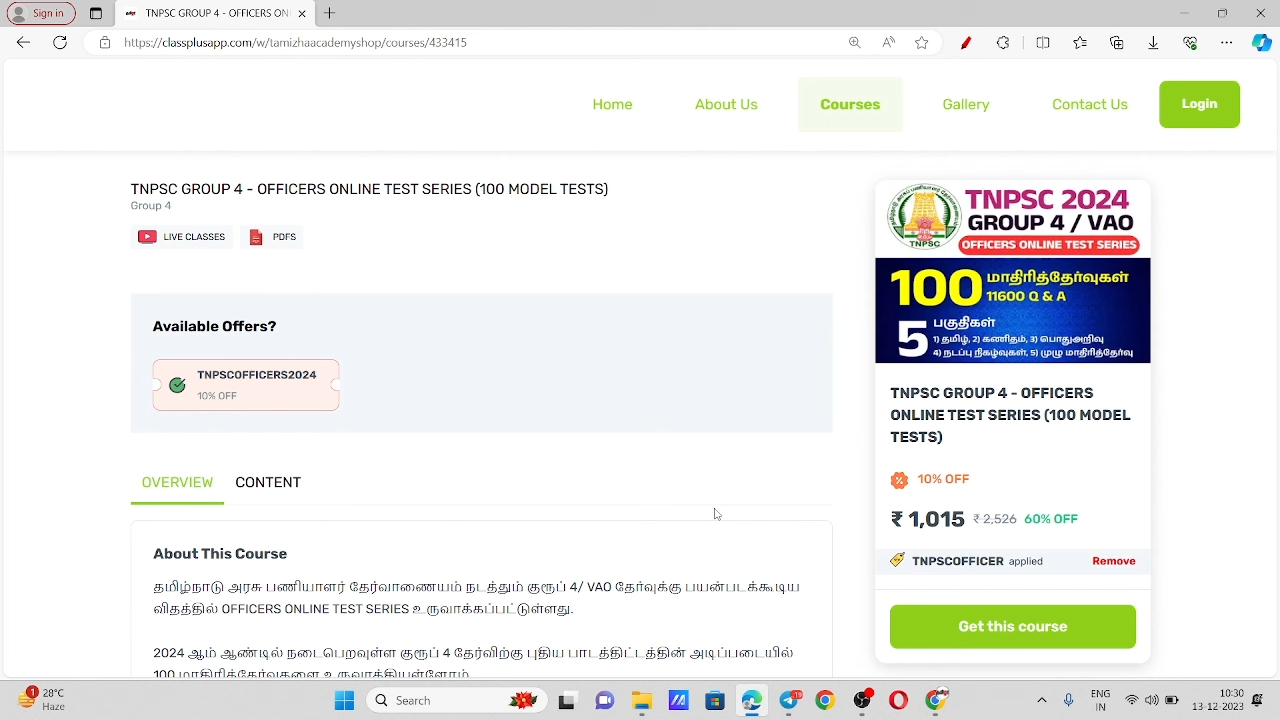 Sign in
TNPSC GROUP 4 - OFFICERS ONL
https://classplusapp.com/w/tamizhaacademyshop/courses/433415
Home
About Us
Courses
Gallery
Contact Us
Login
TNPSC GROUP 4 - OFFICERS ONLINE TEST SERIES (100 MODEL TESTS)
Group 4
LIVE CLASSES
PDFS
Available Offers?
TNPSCOFFICERS2024
10% OFF
OVERVIEW
CONTENT
About This Course
தமிழ்நாடு அரசு பணியாளர் தேர்வாணையம் நடத்தும் குரூப் 4/ VAO தேர்வுக்கு பயன்படக்கூடிய
விதத்தில் OFFICERS ONLINE TEST SERIES உருவாக்கப்பட்டுள்ளது.
2024 ஆம் ஆண்டில் நடைபெறவுள்ள குரூப் 4 தேர்விற்கு புதிய பாடத்திட்டத்தின் அடிப்படையில்
100 மாதிரித்தேர்வுகள் உருவாக்கியுள்ளோம்.
TNPSC
TNPSC 2024
GROUP 4 / VAO
OFFICERS ONLINE TEST SERIES
100 மாதிரித்தேர்வுகள்
11600 Q & A
5 பகுதிகள்
1) தமிழ், 2) கணிதம், 3) பொதுஅறிவு
4) நடப்பு நிகழ்வுகள், 5) முழு மாதிரித்தேர்வு
TNPSC GROUP 4 - OFFICERS
ONLINE TEST SERIES (100 MODEL
TESTS)
10% OFF
₹ 1,015 ₹ 2,526 60% OFF
TNPSCOFFICER applied
Remove
Get this course
1
28°C
Haze
Search
19
ENG
IN
10:30
13-12-2023